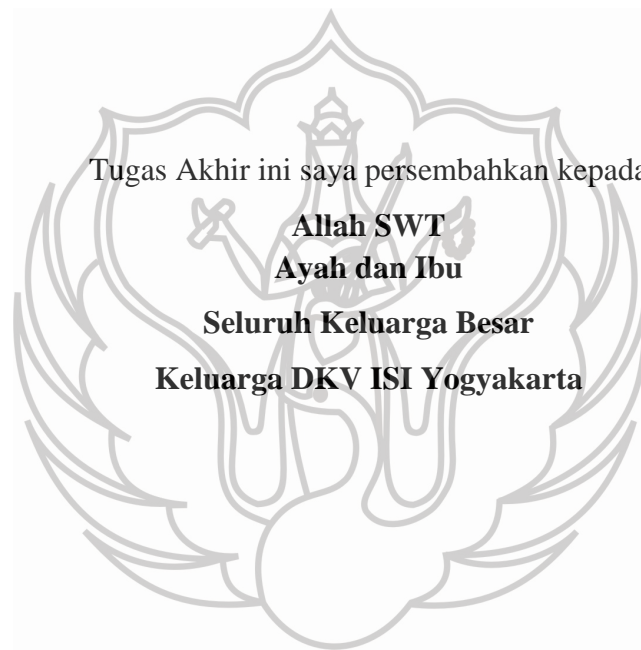 Tugas Akhir ini saya persembahkan kepada
Allah SWT
Ayah dan Ibu
Seluruh Keluarga Besar
Keluarga DKV ISI Yogyakarta